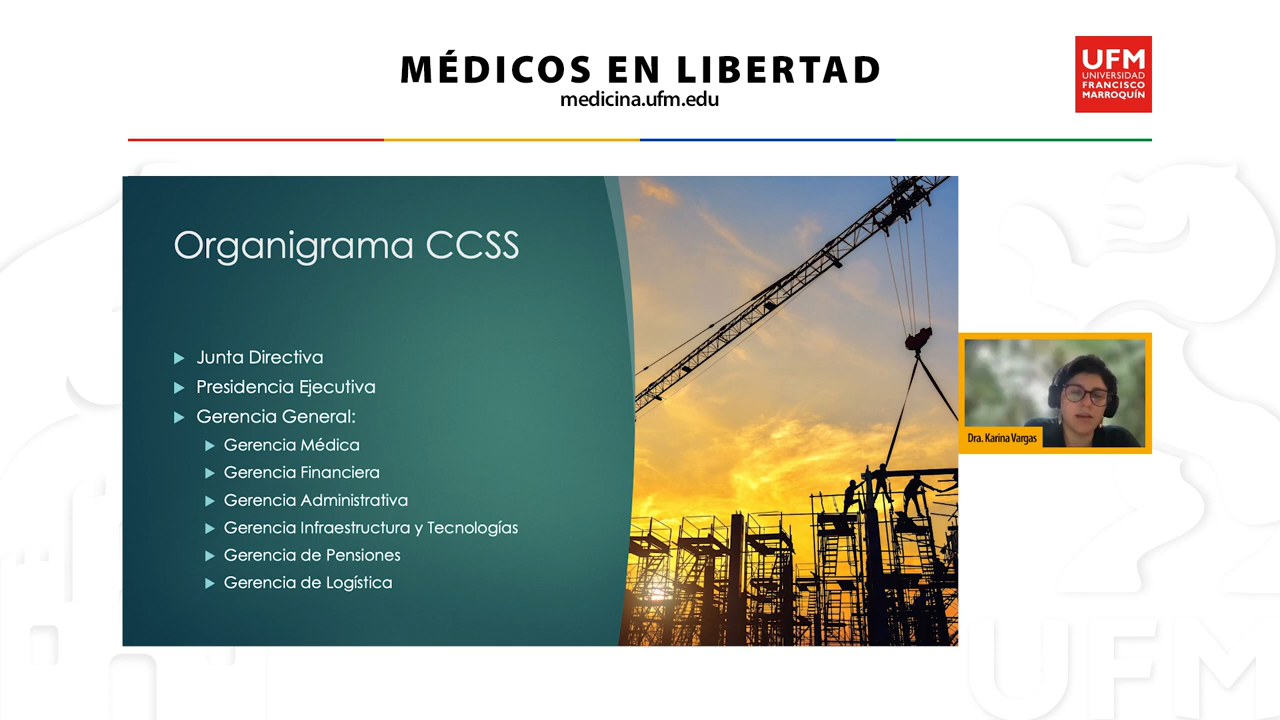 MÉDICOS EN LIBERTAD
medicina.ufm.edu
UFM
UNIVERSIDAD
FRANCISCO
MARROQUÍN
Organigrama CCSS
Junta Directiva
Presidencia Ejecutiva
Gerencia General:
Gerencia Médica
Gerencia Financiera
Gerencia Administrativa
Gerencia Infraestructura y Tecnologías
Gerencia de Pensiones
Gerencia de Logística
Dra. Karina Vargas
UFM